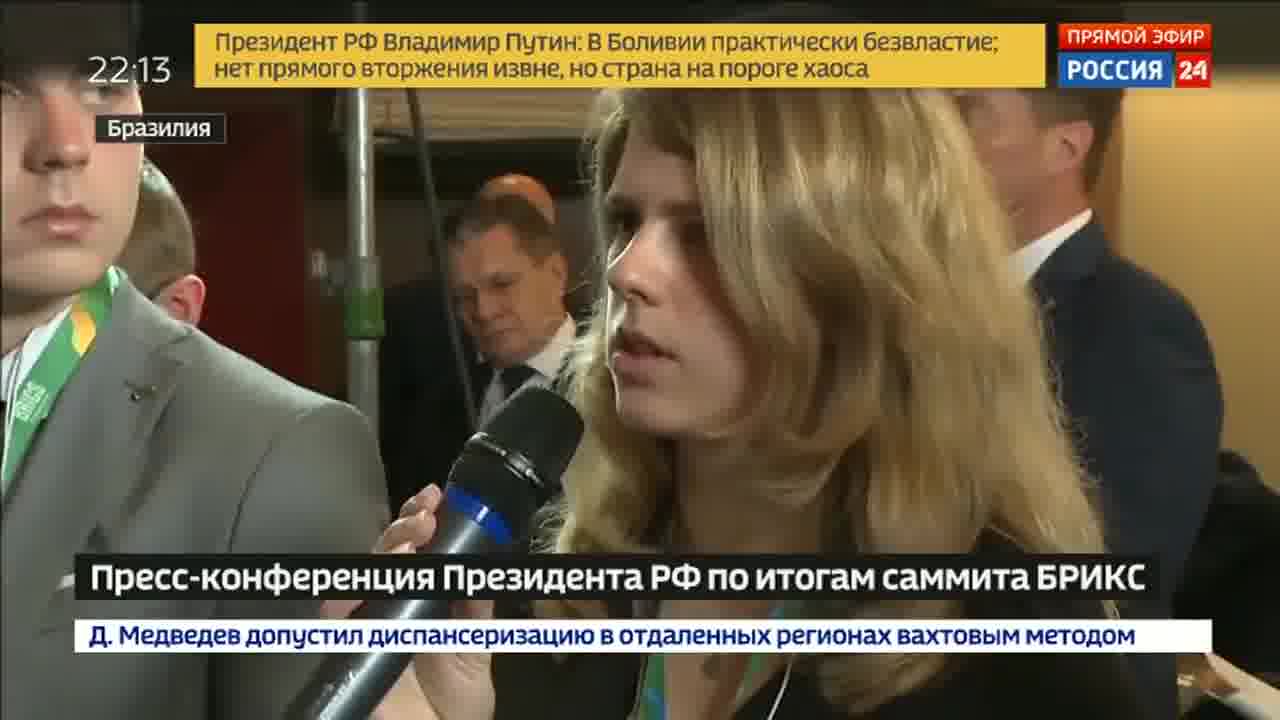 22:13
Президент РФ Владимир Путин: В Боливии практически безвластие;
нет прямого вторжения извне, но страна на пороге хаоса
ПРЯМОЙ ЭФИР
РОССИЯ 24
Бразилия
Пресс-конференция Президента РФ по итогам саммита БРИКС
Д. Медведев допустил диспансеризацию в отдаленных регионах вахтовым методом